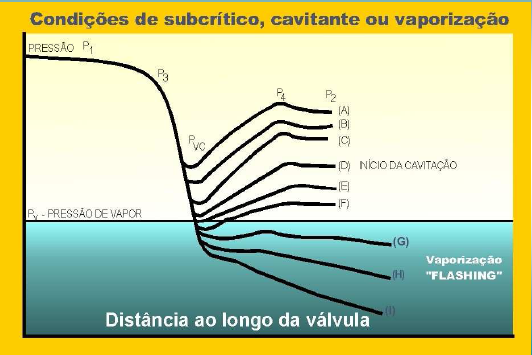 Condições de subcrítico, cavitante ou vaporização
PRESSÃO P1
P3
P4
P2
(A)
(B)
(C)
PVC
(D) INÍCIO DA CAVITAÇÃO
(E)
(F)
PV - PRESSÃO DE VAPOR
(G)
Vaporização
"FLASHING"
(H)
(I)
Distância ao longo da válvula